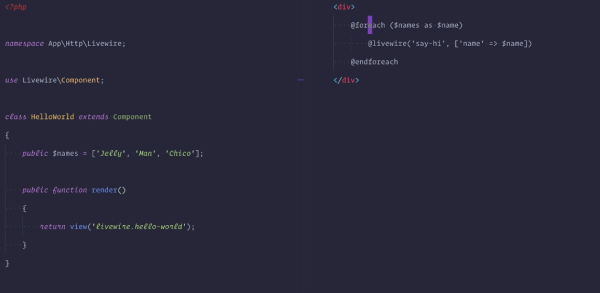 <?php
namespace App\Http\Livewire;
use Livewire\Component;
class HelloWorld extends Component
{
public $names = ['Jelly', 'Man', 'Chico'];
public function render()
{
return view('livewire.hello-world');
}
}
<div>
@foreach ($names as $name)
@livewire('say-hi', ['name' => $name])
@endforeach
</div>